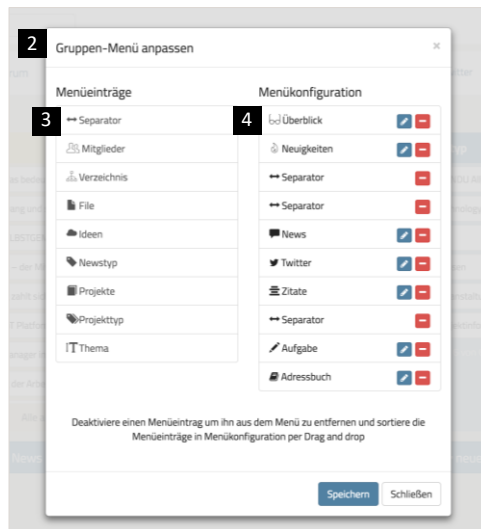 2
Gruppen-Menü anpassen
×
Menüeinträge
Menükonfiguration
3
Separator
4
Überblick
Mitglieder
Neuigkeiten
Verzeichnis
Separator
File
Separator
Ideen
News
Newstyp
Twitter
Projekte
Zitate
Projekttyp
Separator
Thema
Aufgabe
Adressbuch
Deaktiviere einen Menüeintrag um ihn aus dem Menü zu entfernen und sortiere die
Menüeinträge in Menükonfiguration per Drag and drop
Speichern
Schließen
News